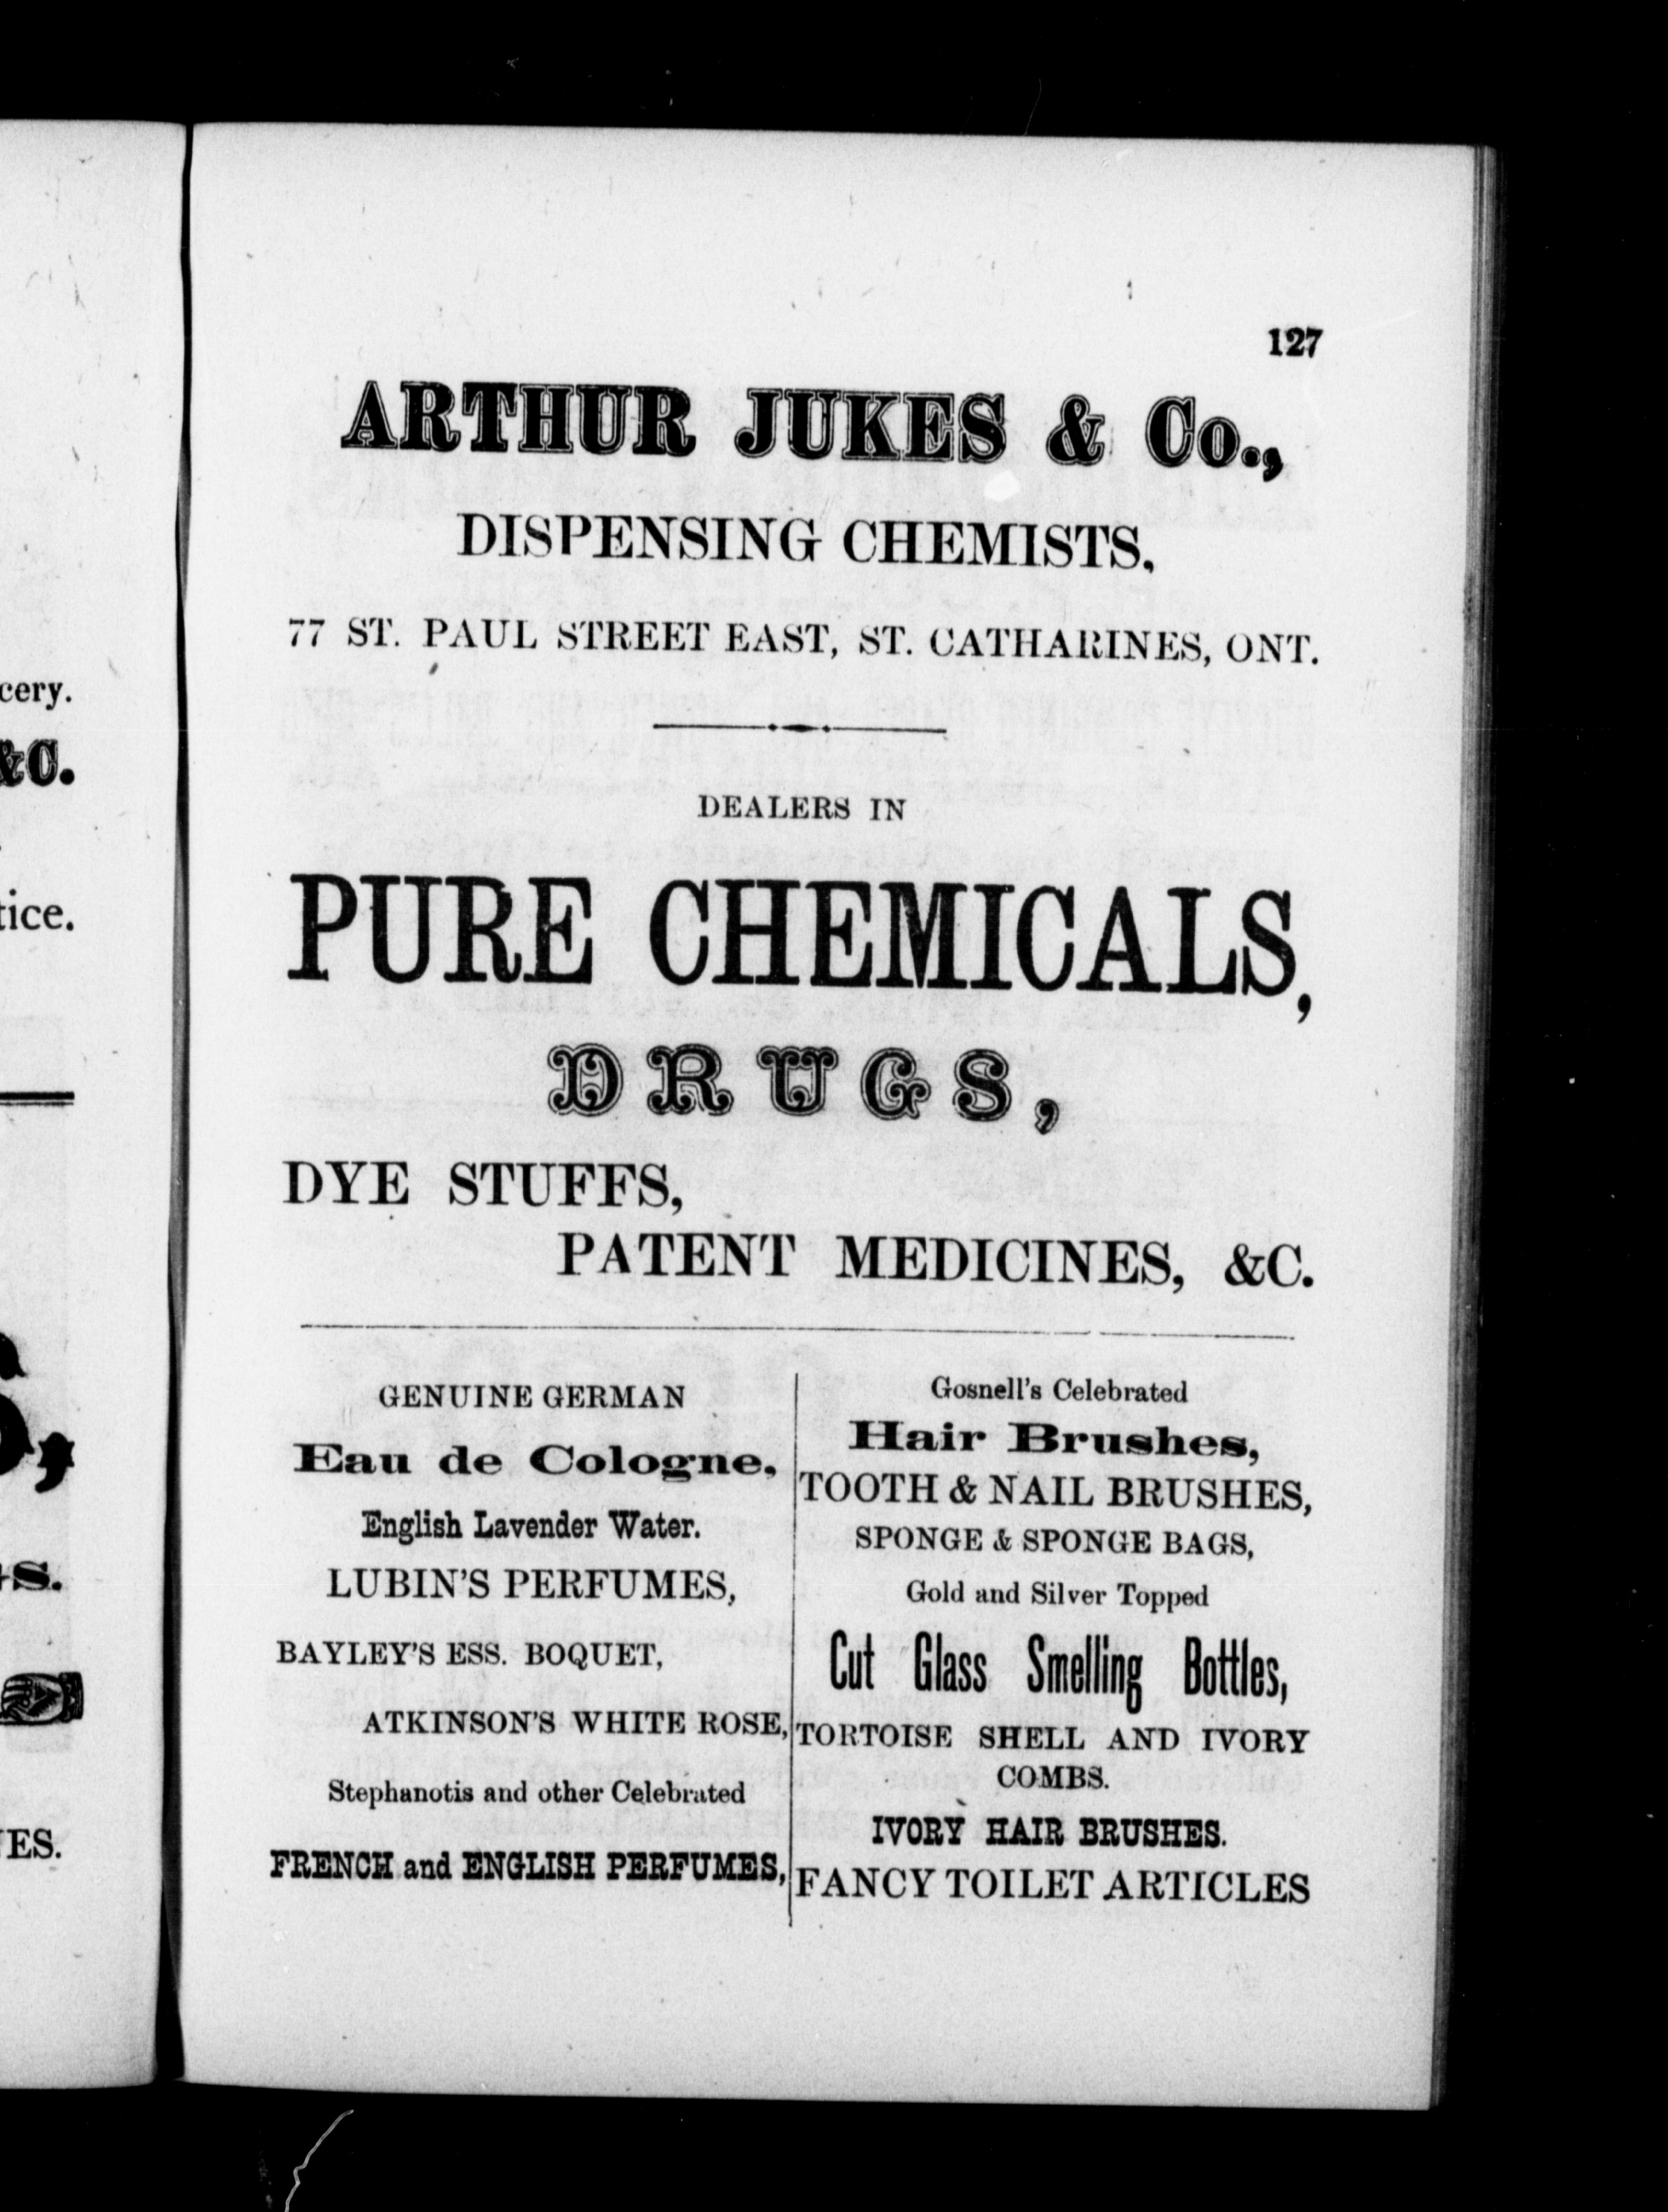 127
ARTHUR JUKES & Co.,
DISPENSING CHEMISTS,
77 ST. PAUL STREET EAST, ST. CATHARINES, ONT.
DEALERS IN
PURE CHEMICALS,
DRUGS,
DYE STUFFS,
PATENT MEDICINES, &C.
GENUINE GERMAN
Eau de Cologne,
English Lavender Water.
LUBIN'S PERFUMES,
BAYLEY'S ESS. BOQUET,
ATKINSON'S WHITE ROSE,
Stephanotis and other Celebrated
FRENCH and ENGLISH PERFUMES,
Gosnell's Celebrated
Hair Brushes,
TOOTH & NAIL BRUSHES,
SPONGE & SPONGE BAGS,
Gold and Silver Topped
Cut Glass Smelling Bottles,
TORTOISE SHELL AND IVORY
COMBS.
IVORY HAIR BRUSHES.
FANCY TOILET ARTICLES